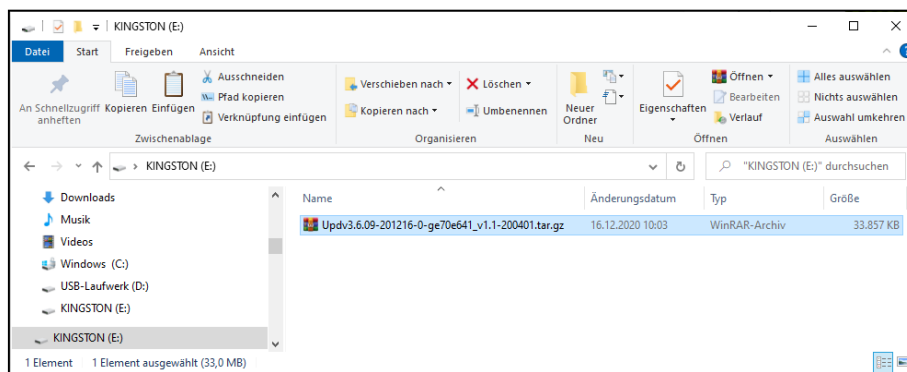 KINGSTON (E:)
Datei Start Freigeben Ansicht
An Schnellzugriff anheften Kopieren Einfügen
Ausschneiden
Pfad kopieren
Verknüpfung einfügen
Zwischenablage
Verschieben nach
Kopieren nach
Löschen
Umbenennen
Organisieren
Neuer Ordner
Neu
Eigenschaften
Öffnen
Bearbeiten
Verlauf
Öffnen
Alles auswählen
Nichts auswählen
Auswahl umkehren
Auswählen
KINGSTON (E:)
"KINGSTON (E:)" durchsuchen
Downloads
Musik
Videos
Windows (C:)
USB-Laufwerk (D:)
KINGSTON (E:)
KINGSTON (E:)
Name Änderungsdatum Typ Größe
Updv3.6.09-201216-0-ge70e641_v1.1-200401.tar.gz 16.12.2020 10:03 WinRAR-Archiv 33.857 KB
1 Element 1 Element ausgewählt (33,0 MB)